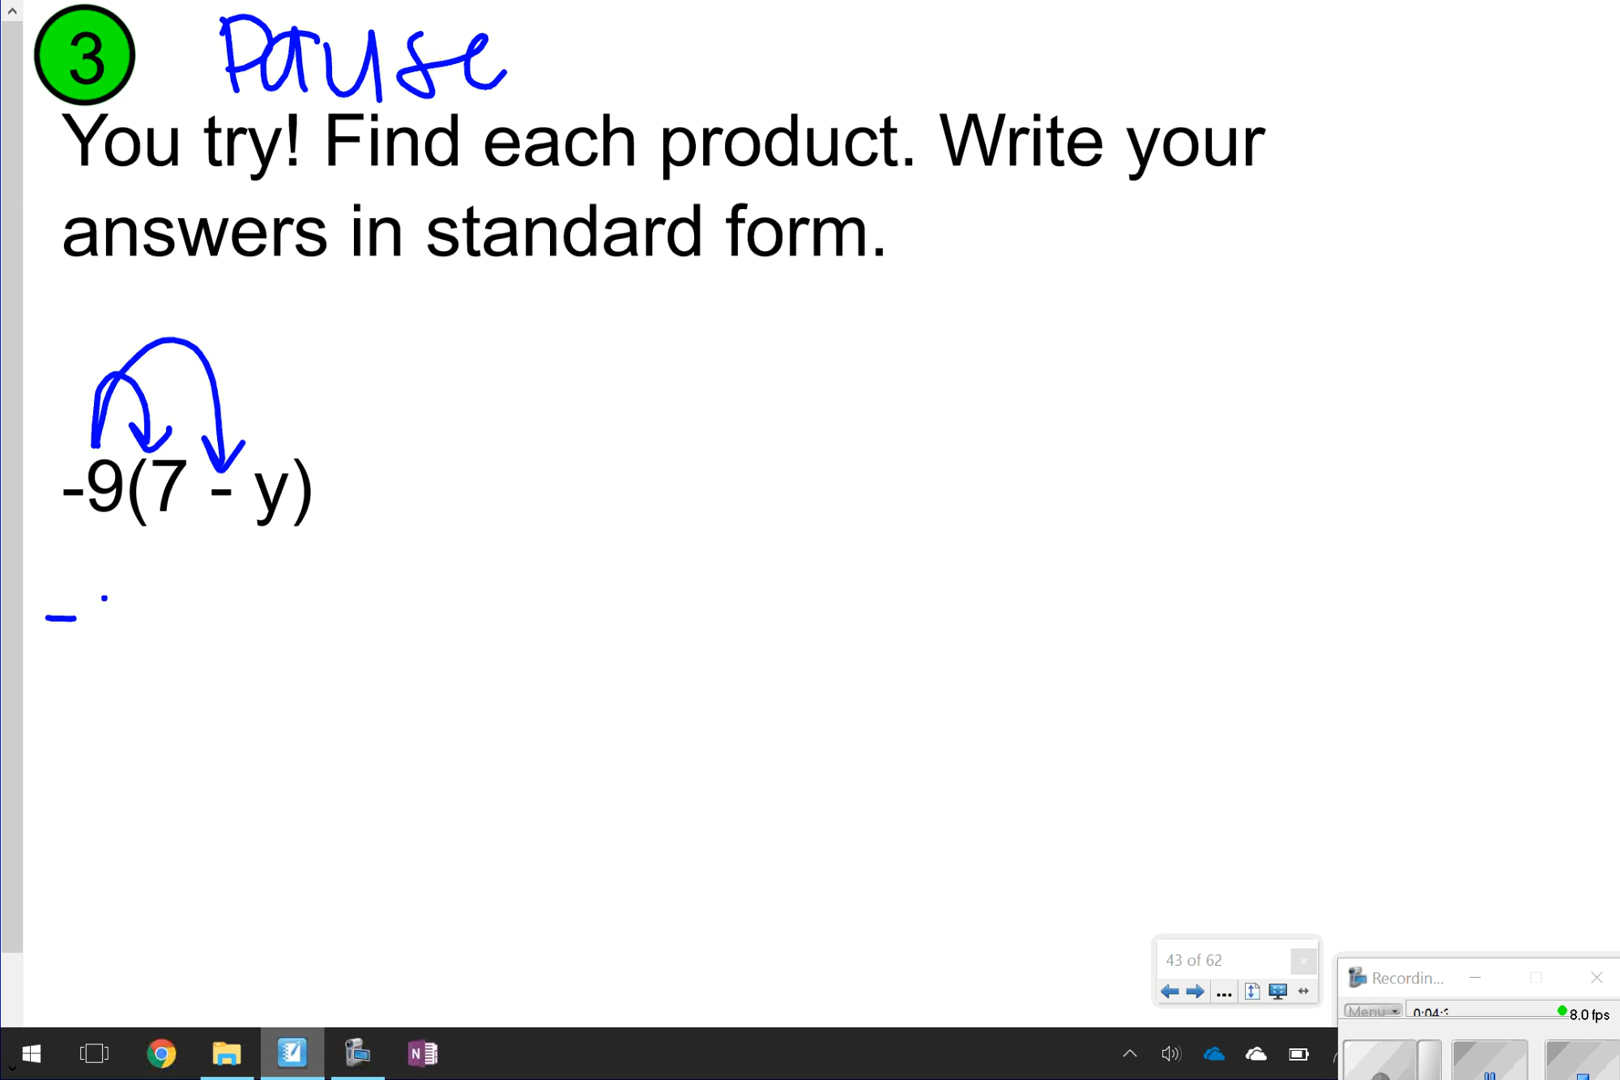 3 Pause
You try! Find each product. Write your
answers in standard form.
-9(7 - y)
-
43 of 62
Recordin...
Menu
8.0 fps